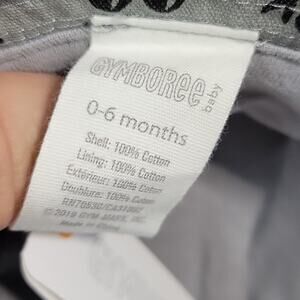 GYMBOREE
baby
0-6 months
Shell: 100% Cotton
Lining: 100% Cotton
Extérieur: 100% Cotton
Doublure: 100% Coton
© 2019 GYM-MARK, INC.
Made in China